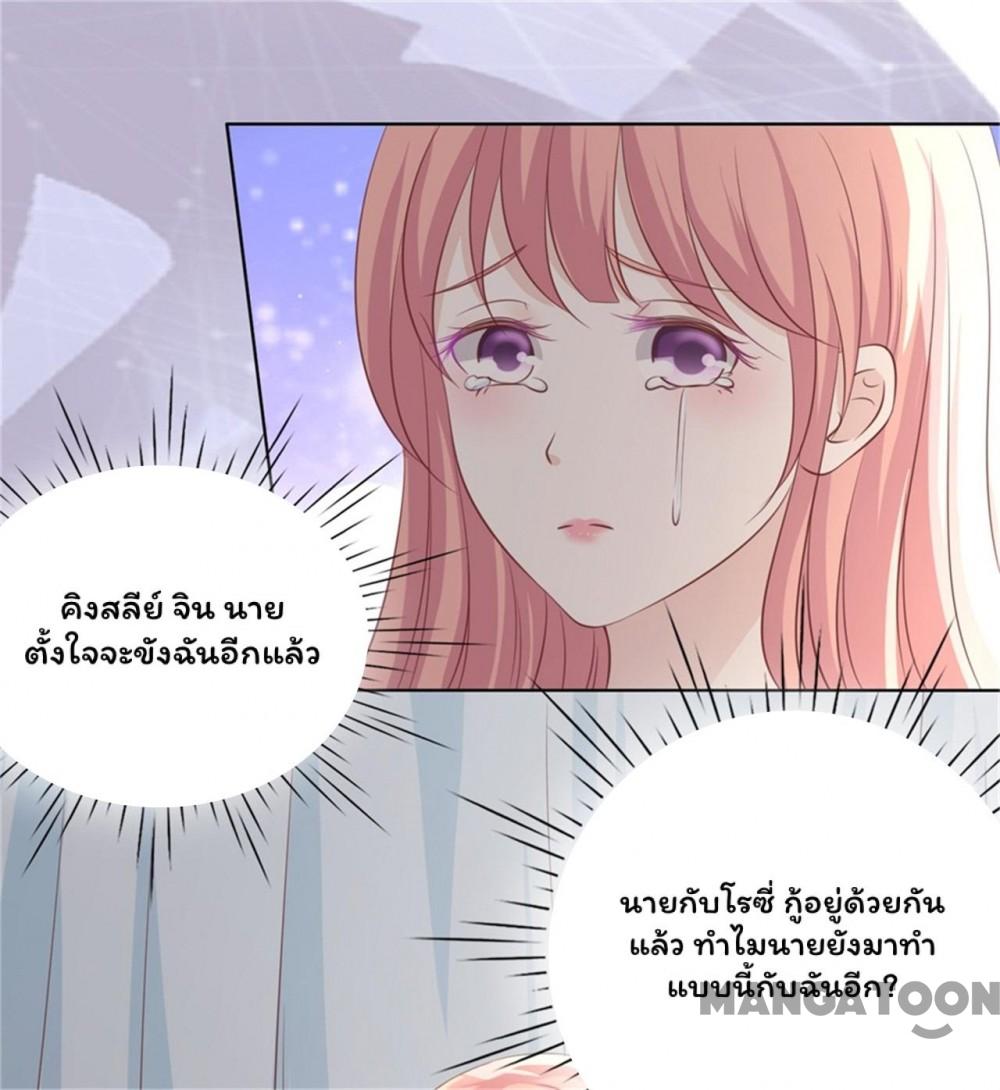 คิงสลีย์ จิน นาย
ตั้งใจจะขังฉันอีกแล้ว
นายกับโรซี่ กู้อยู่ด้วยกัน
แล้ว ทำไมนายยังมาทำ
แบบนี้กับฉันอีก?
MANGATOON